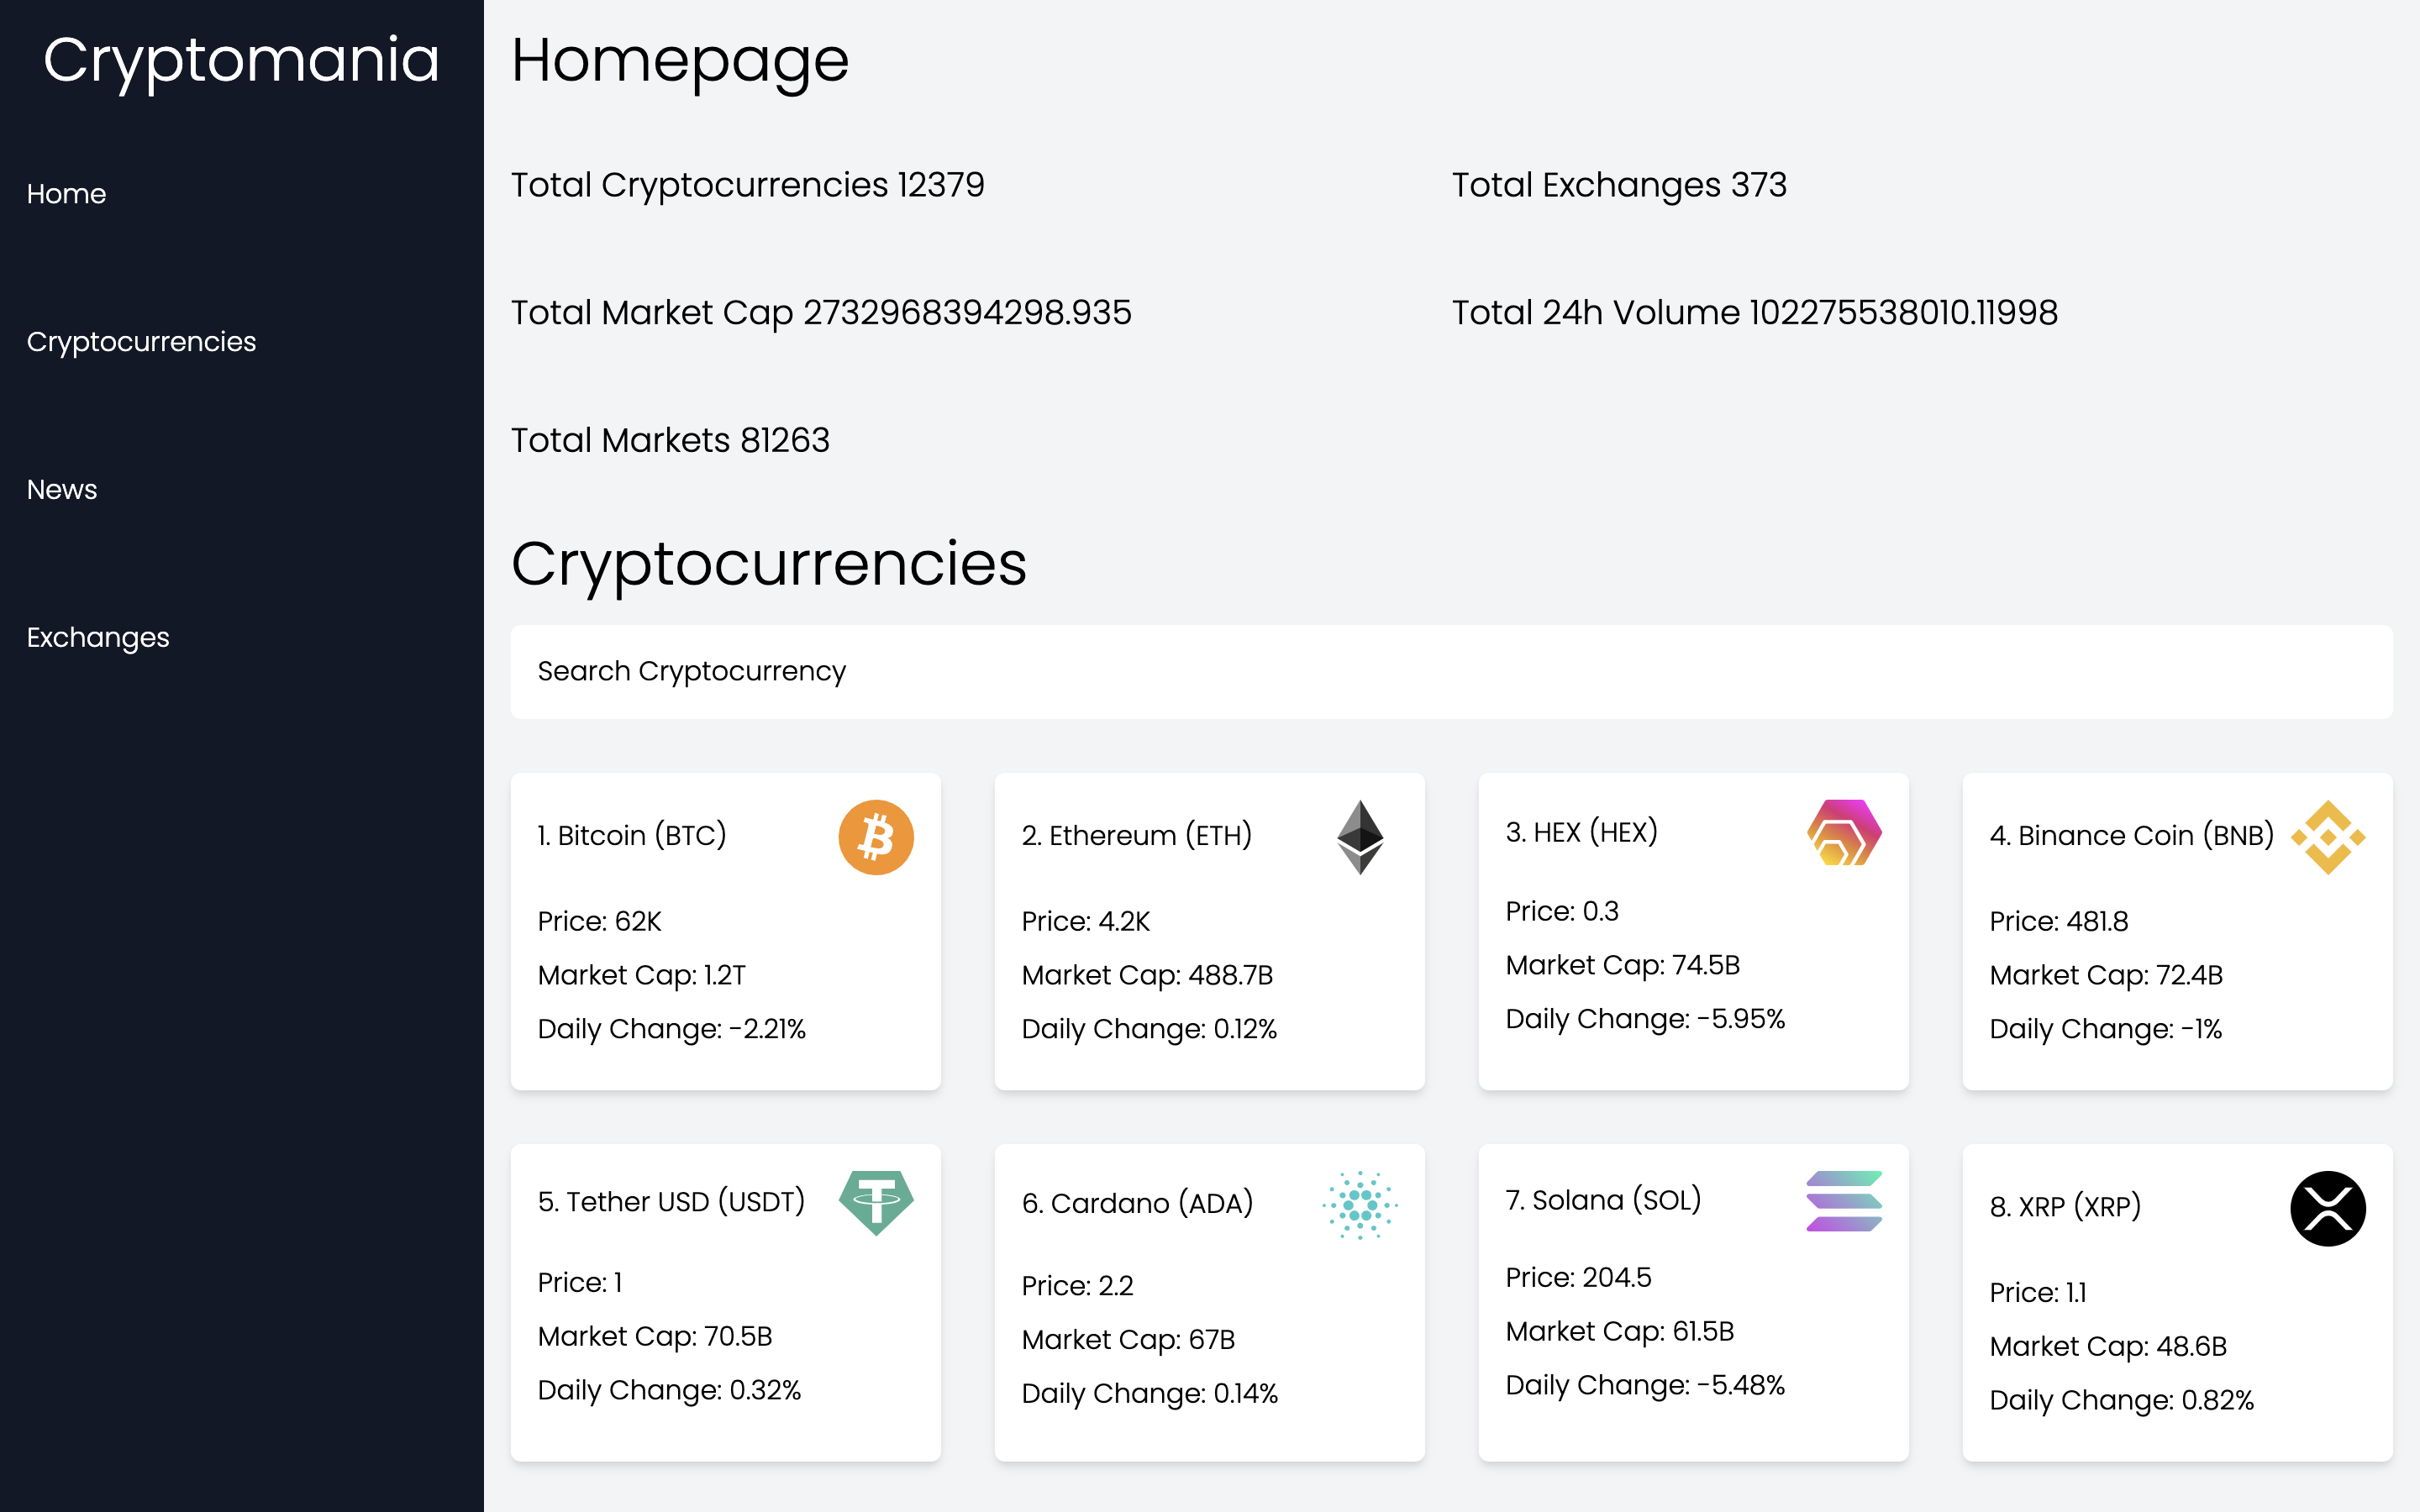 Cryptomania
Home
Cryptocurrencies
News
Exchanges
Homepage
Total Cryptocurrencies 12379
Total Exchanges 373
Total Market Cap 2732968394298.935
Total 24h Volume 102275538010.11998
Total Markets 81263
Cryptocurrencies
Search Cryptocurrency
1. Bitcoin (BTC)
Price: 62K
Market Cap: 1.2T
Daily Change: -2.21%
2. Ethereum (ETH)
Price: 4.2K
Market Cap: 488.7B
Daily Change: 0.12%
3. HEX (HEX)
Price: 0.3
Market Cap: 74.5B
Daily Change: -5.95%
4. Binance Coin (BNB)
Price: 481.8
Market Cap: 72.4B
Daily Change: -1%
5. Tether USD (USDT)
Price: 1
Market Cap: 70.5B
Daily Change: 0.32%
6. Cardano (ADA)
Price: 2.2
Market Cap: 67B
Daily Change: 0.14%
7. Solana (SOL)
Price: 204.5
Market Cap: 61.5B
Daily Change: -5.48%
8. XRP (XRP)
Price: 1.1
Market Cap: 48.6B
Daily Change: 0.82%